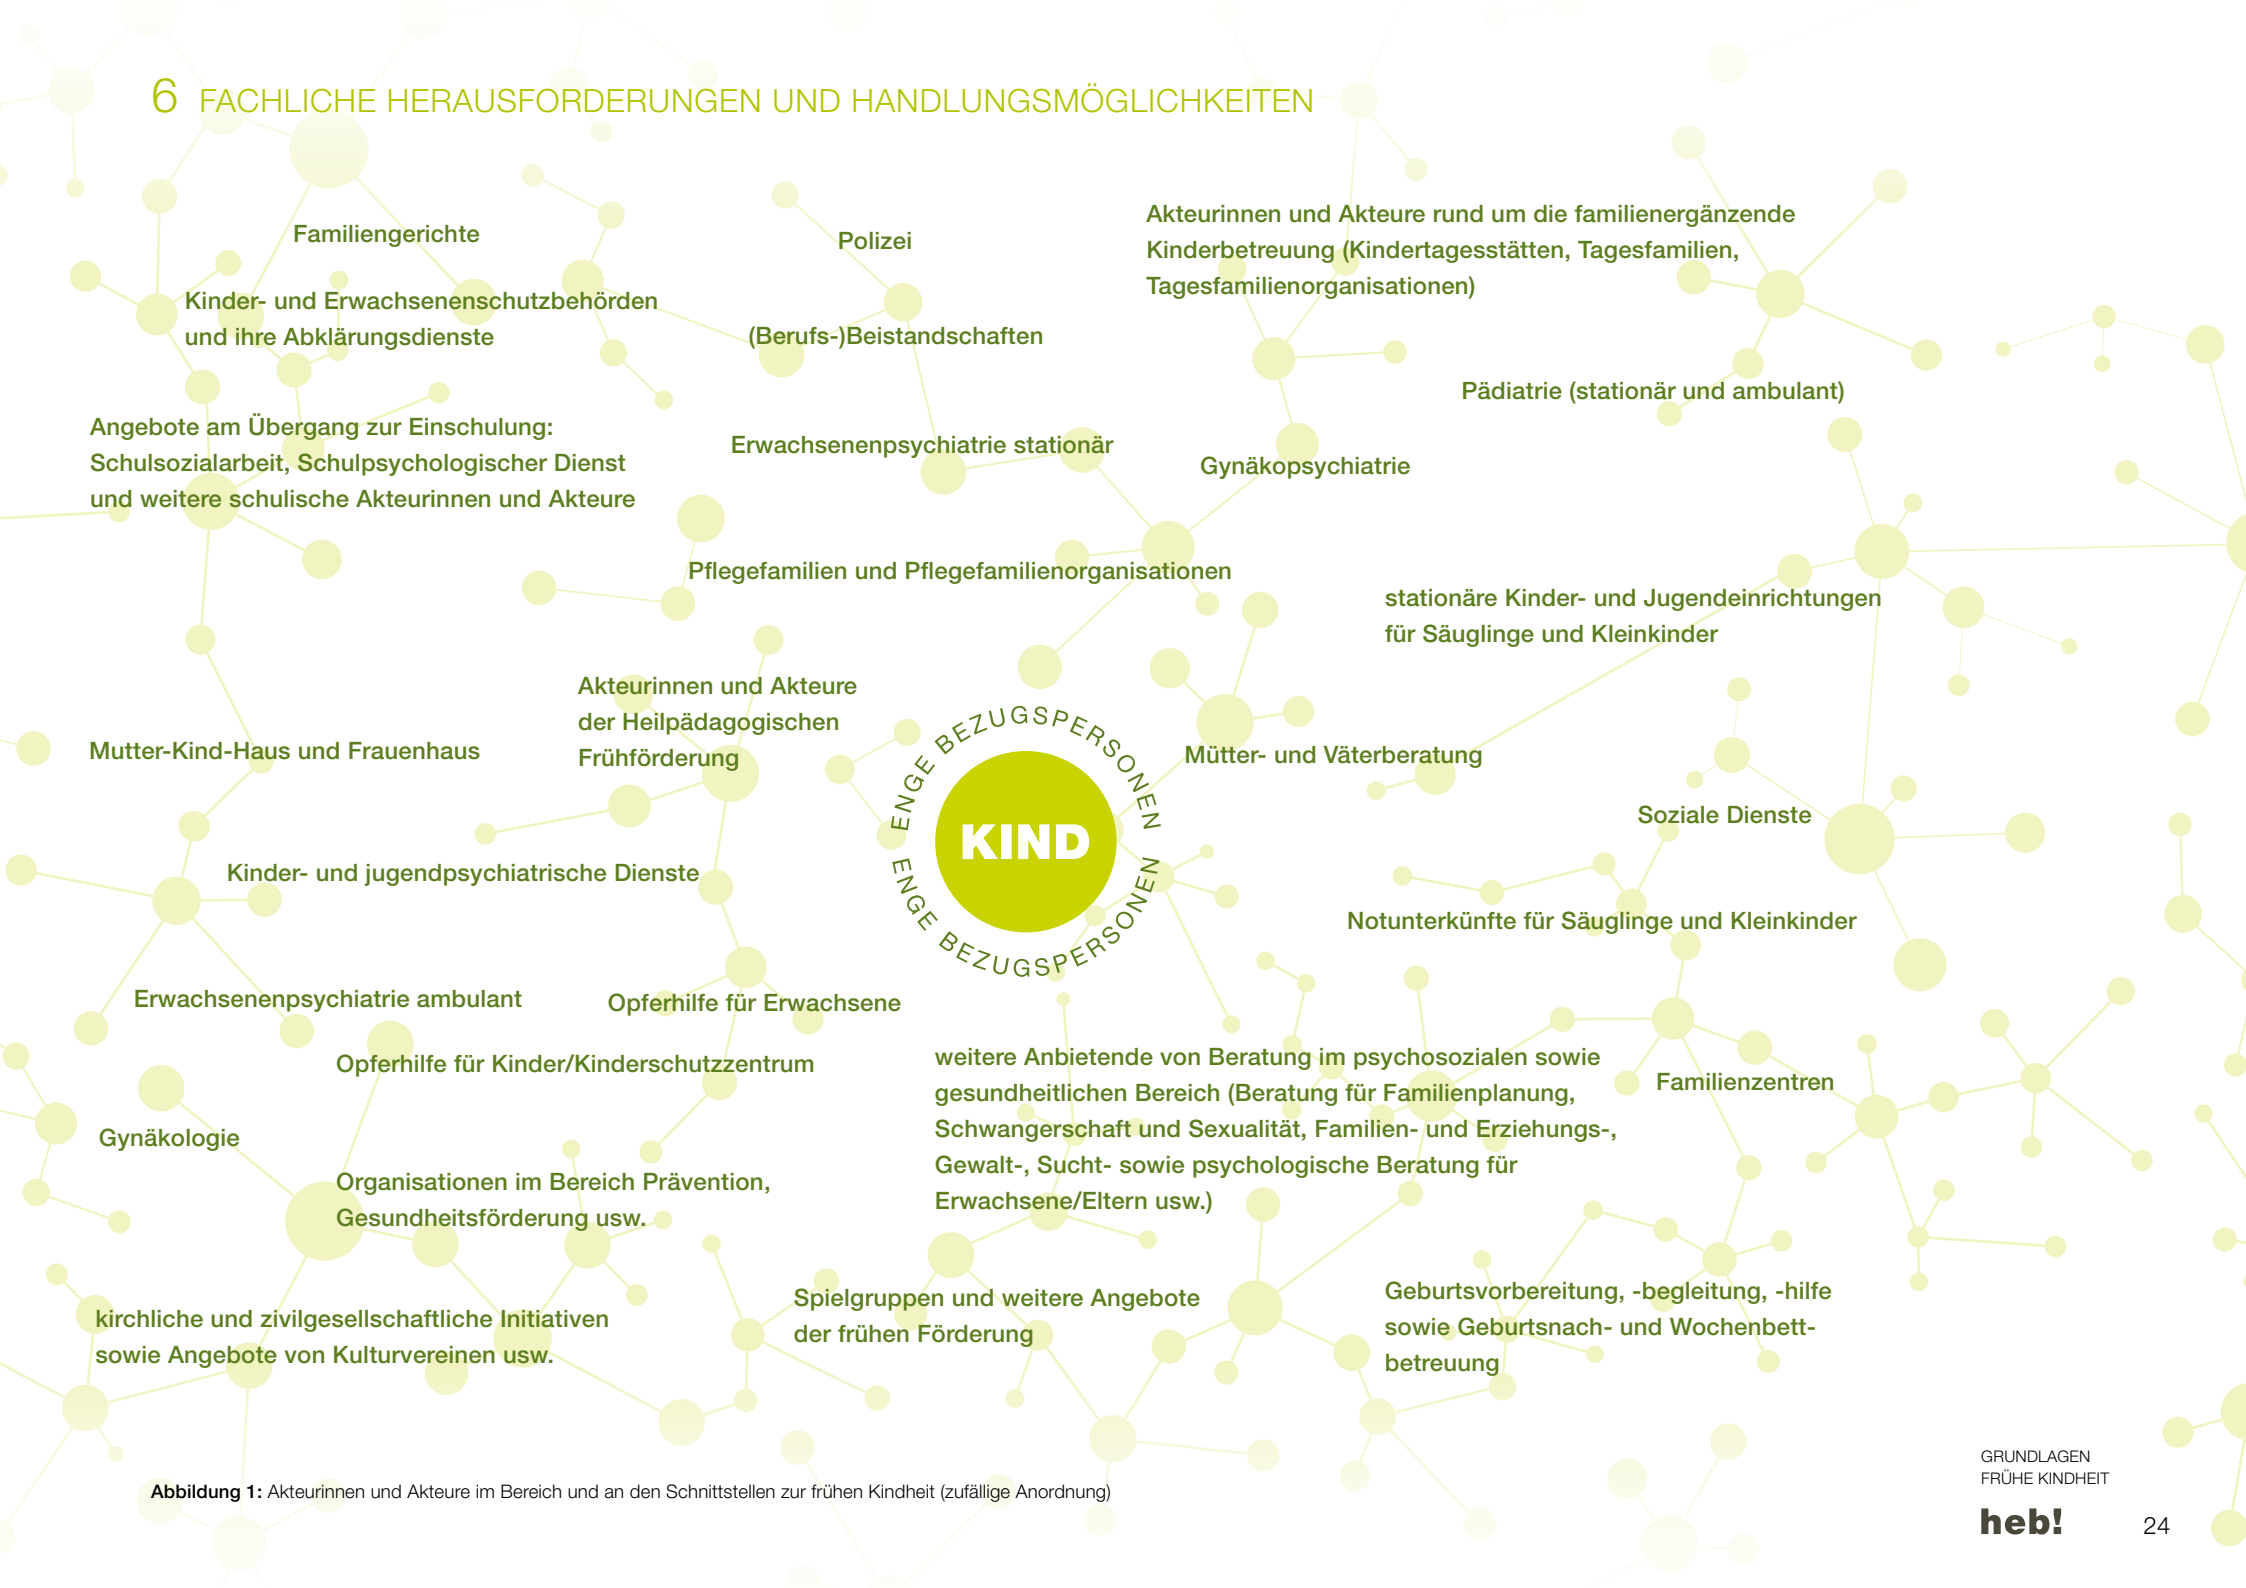 6 FACHLICHE HERAUSFORDERUNGEN UND HANDLUNGSMÖGLICHKEITEN
Familiengerichte
Polizei
Akteurinnen und Akteure rund um die familienergänzende
Kinderbetreuung (Kindertagesstätten, Tagesfamilien,
Tagesfamilienorganisationen)
Kinder- und Erwachsenenschutzbehörden
und ihre Abklärungsdienste
(Berufs-)Beistandschaften
Pädiatrie (stationär und ambulant)
Angebote am Übergang zur Einschulung:
Schulsozialarbeit, Schulpsychologischer Dienst
und weitere schulische Akteurinnen und Akteure
Erwachsenenpsychiatrie stationär
Gynäkopsychiatrie
Pflegefamilien und Pflegefamilienorganisationen
stationäre Kinder- und Jugendeinrichtungen
für Säuglinge und Kleinkinder
Akteurinnen und Akteure
der Heilpädagogischen
Frühförderung
Mutter-Kind-Haus und Frauenhaus
ENGE BEZUGSPERSONEN
KIND
ENGE BEZUGSPERSONEN
Mütter- und Väterberatung
Soziale Dienste
Kinder- und jugendpsychiatrische Dienste
Notunterkünfte für Säuglinge und Kleinkinder
Erwachsenenpsychiatrie ambulant
Opferhilfe für Erwachsene
Opferhilfe für Kinder/Kinderschutzzentrum
weitere Anbietende von Beratung im psychosozialen sowie
gesundheitlichen Bereich (Beratung für Familienplanung,
Schwangerschaft und Sexualität, Familien- und Erziehungs-,
Gewalt-, Sucht- sowie psychologische Beratung für
Erwachsene/Eltern usw.)
Familienzentren
Gynäkologie
Organisationen im Bereich Prävention,
Gesundheitsförderung usw.
Spielgruppen und weitere Angebote
der frühen Förderung
Geburtsvorbereitung, -begleitung, -hilfe
sowie Geburtsnach- und Wochenbett-
betreuung
kirchliche und zivilgesellschaftliche Initiativen
sowie Angebote von Kulturvereinen usw.
Abbildung 1: Akteurinnen und Akteure im Bereich und an den Schnittstellen zur frühen Kindheit (zufällige Anordnung)
GRUNDLAGEN
FRÜHE KINDHEIT
heb! 24